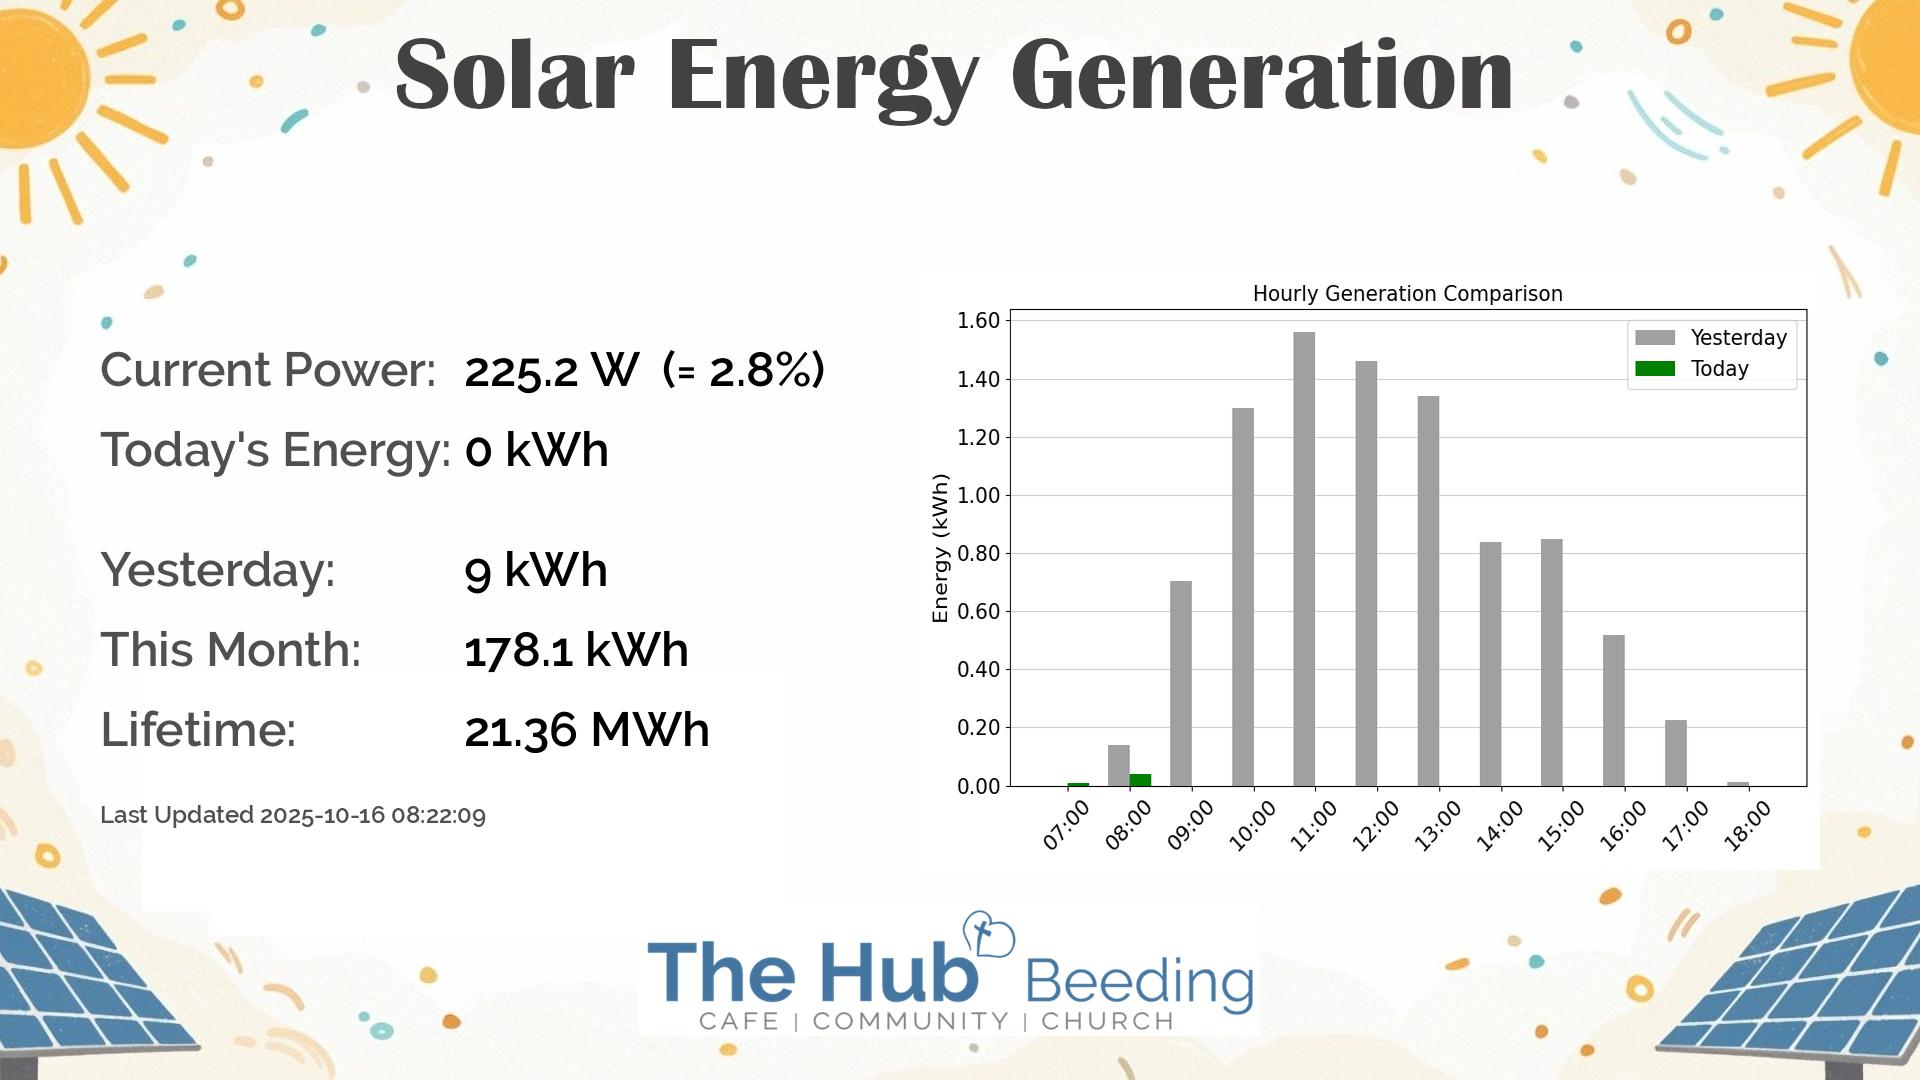 Solar Energy Generation
Current Power: 225.2 W (= 2.8%)
Today's Energy: 0 kWh
Yesterday: 9 kWh
This Month: 178.1 kWh
Lifetime: 21.36 MWh
Last Updated 2025-10-16 08:22:09
Hourly Generation Comparison
Yesterday
Today
Energy (kWh)
1.60
1.40
1.20
1.00
0.80
0.60
0.40
0.20
0.00
07:00 08:00 09:00 10:00 11:00 12:00 13:00 14:00 15:00 16:00 17:00 18:00
The Hub Beeding
CAFE | COMMUNITY | CHURCH